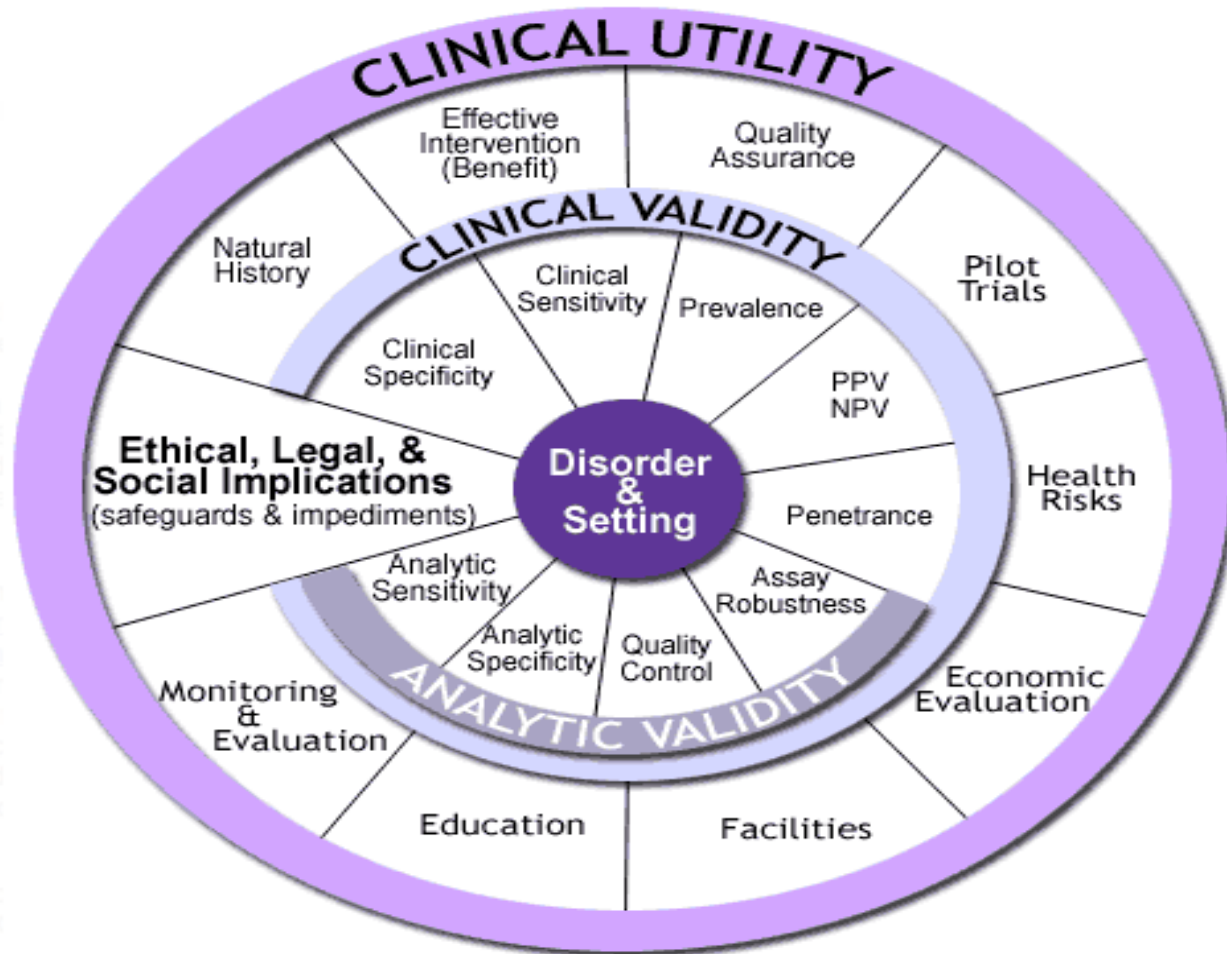 CLINICAL UTILITY
Effective
Intervention
(Benefit)
Quality
Assurance
Natural
History
Pilot
Trials
CLINICAL VALIDITY
Clinical
Sensitivity
Prevalence
Clinical
Specificity
PPV
NPV
Ethical, Legal, &
Social Implications
(safeguards & impediments)
Disorder
&
Setting
Health
Risks
Penetrance
Analytic
Sensitivity
Assay
Robustness
Analytic
Specificity
Quality
Control
ANALYTIC VALIDITY
Monitoring
&
Evaluation
Economic
Evaluation
Education
Facilities